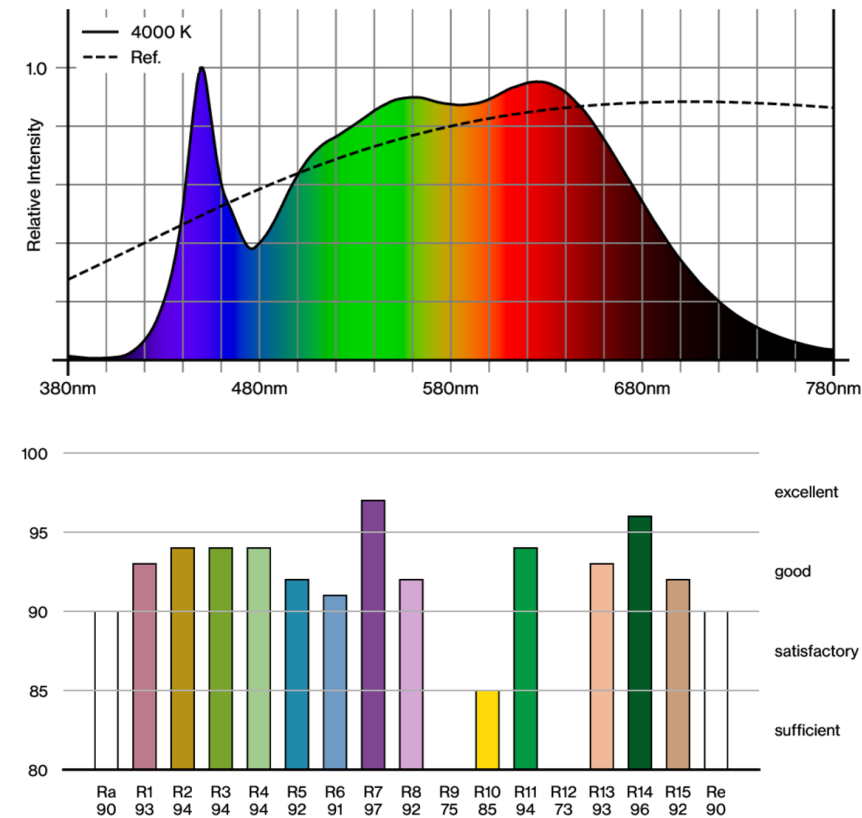 4000 K
Ref.
1.0
Relative Intensity
380nm 480nm 580nm 680nm 780nm
100
excellent
95
good
90
satisfactory
85
sufficient
80
Ra R1 R2 R3 R4 R5 R6 R7 R8 R9 R10 R11 R12 R13 R14 R15 Re
90 93 94 94 94 92 91 97 92 75 85 94 73 93 96 92 90